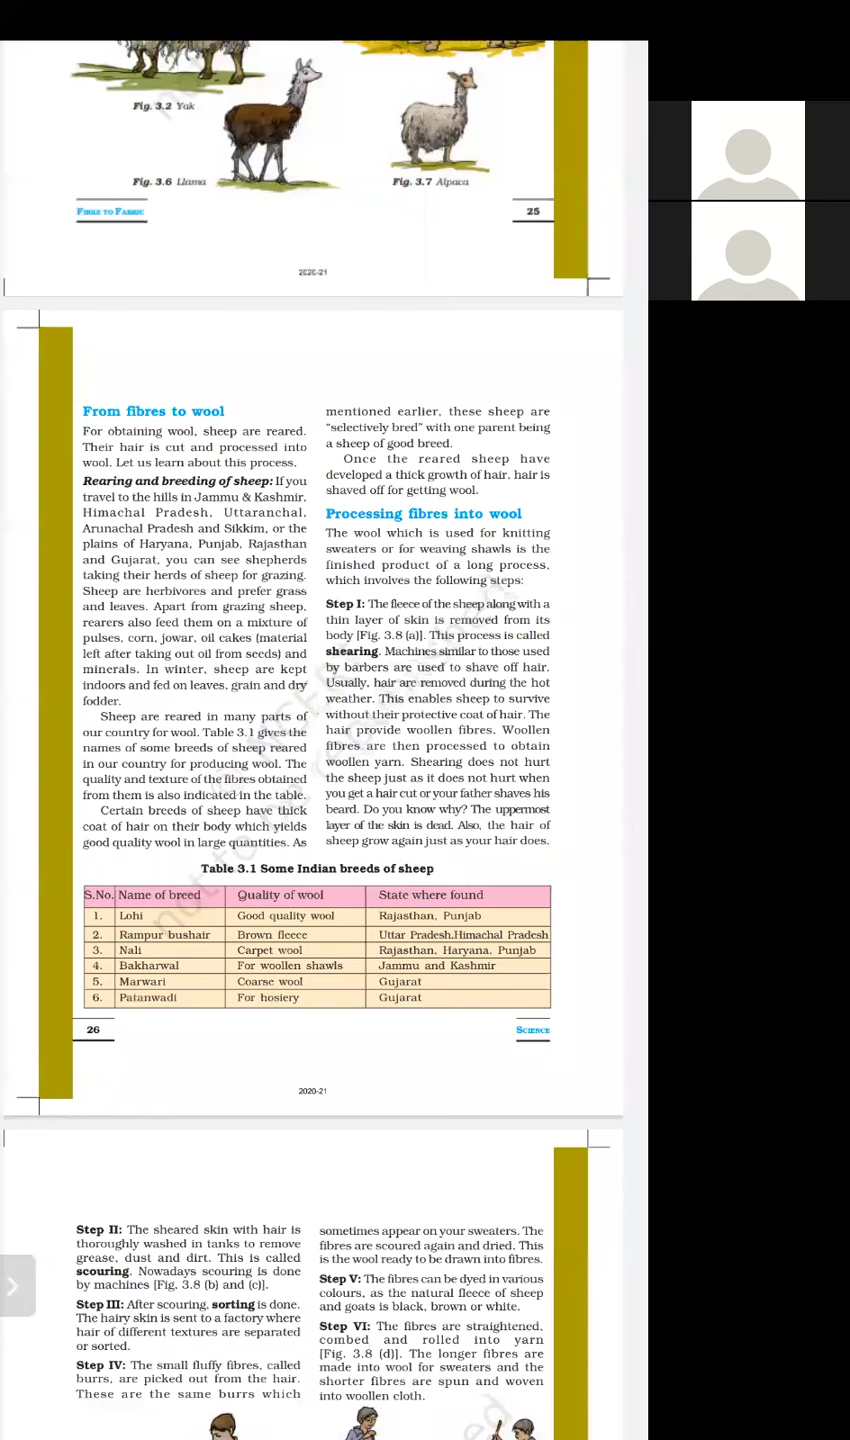 Fig. 3.2 Yak
Fig. 3.6 Llama
Fig. 3.7 Alpaca
FIBRE TO FABRIC
25
2020-21
From fibres to wool
For obtaining wool, sheep are reared.
Their hair is cut and processed into
wool. Let us learn about this process.
Rearing and breeding of sheep: If you
travel to the hills in Jammu & Kashmir,
Himachal Pradesh, Uttaranchal,
Arunachal Pradesh and Sikkim, or the
plains of Haryana, Punjab, Rajasthan
and Gujarat, you can see shepherds
taking their herds of sheep for grazing.
Sheep are herbivores and prefer grass
and leaves. Apart from grazing sheep,
rearers also feed them on a mixture of
pulses, corn, jowar, oil cakes (material
left after taking out oil from seeds) and
minerals. In winter, sheep are kept
indoors and fed on leaves, grain and dry
fodder.
Sheep are reared in many parts of
our country for wool. Table 3.1 gives the
names of some breeds of sheep reared
in our country for producing wool. The
quality and texture of the fibres obtained
from them is also indicated in the table.
Certain breeds of sheep have thick
coat of hair on their body which yields
good quality wool in large quantities. As
mentioned earlier, these sheep are
“selectively bred” with one parent being
a sheep of good breed.
Once the reared sheep have
developed a thick growth of hair, hair is
shaved off for getting wool.
Processing fibres into wool
The wool which is used for knitting
sweaters or for weaving shawls is the
finished product of a long process,
which involves the following steps:
Step I: The fleece of the sheep along with a
thin layer of skin is removed from its
body [Fig. 3.8 (a)]. This process is called
shearing. Machines similar to those used
by barbers are used to shave off hair.
Usually, hair are removed during the hot
weather. This enables sheep to survive
without their protective coat of hair. The
hair provide woollen fibres. Woollen
fibres are then processed to obtain
woollen yarn. Shearing does not hurt
the sheep just as it does not hurt when
you get a hair cut or your father shaves his
beard. Do you know why? The uppermost
layer of the skin is dead. Also, the hair of
sheep grow again just as your hair does.
Table 3.1 Some Indian breeds of sheep
S.No. Name of breed Quality of wool State where found
1. Lohi Good quality wool Rajasthan, Punjab
2. Rampur bushair Brown fleece Uttar Pradesh,Himachal Pradesh
3. Nali Carpet wool Rajasthan, Haryana, Punjab
4. Bakharwal For woollen shawls Jammu and Kashmir
5. Marwari Coarse wool Gujarat
6. Patanwadi For hosiery Gujarat
26
SCIENCE
2020-21
Step II: The sheared skin with hair is
thoroughly washed in tanks to remove
grease, dust and dirt. This is called
scouring. Nowadays scouring is done
by machines [Fig. 3.8 (b) and (c)].
Step III: After scouring, sorting is done.
The hairy skin is sent to a factory where
hair of different textures are separated
or sorted.
Step IV: The small fluffy fibres, called
burrs, are picked out from the hair.
These are the same burrs which
sometimes appear on your sweaters. The
fibres are scoured again and dried. This
is the wool ready to be drawn into fibres.
Step V: The fibres can be dyed in various
colours, as the natural fleece of sheep
and goats is black, brown or white.
Step VI: The fibres are straightened,
combed and rolled into yarn
[Fig. 3.8 (d)]. The longer fibres are
made into wool for sweaters and the
shorter fibres are spun and woven
into woollen cloth.